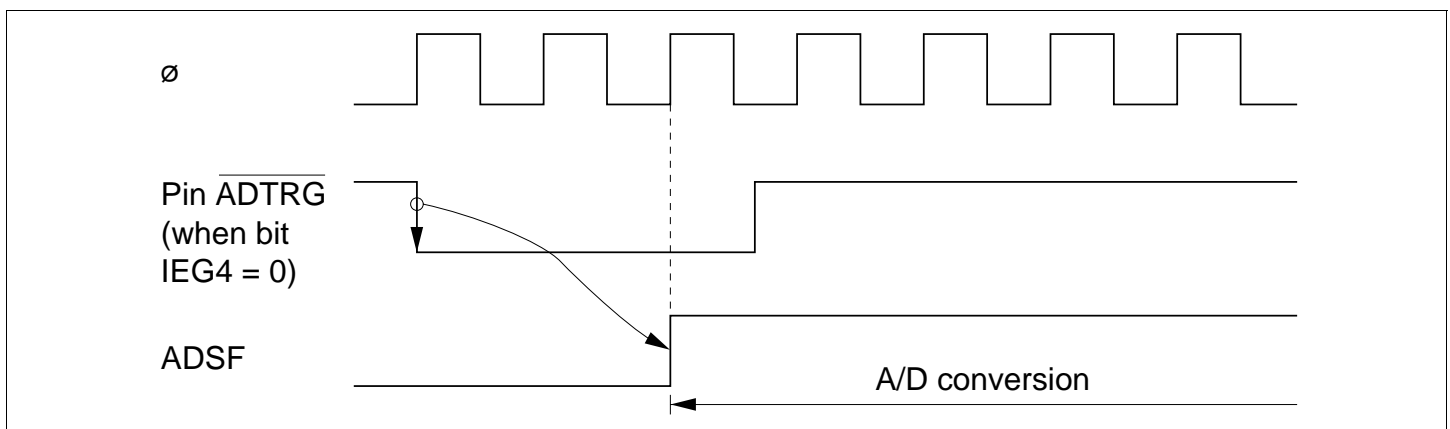 ø
Pin ADTRG
(when bit
IEG4 = 0)
ADSF
A/D conversion